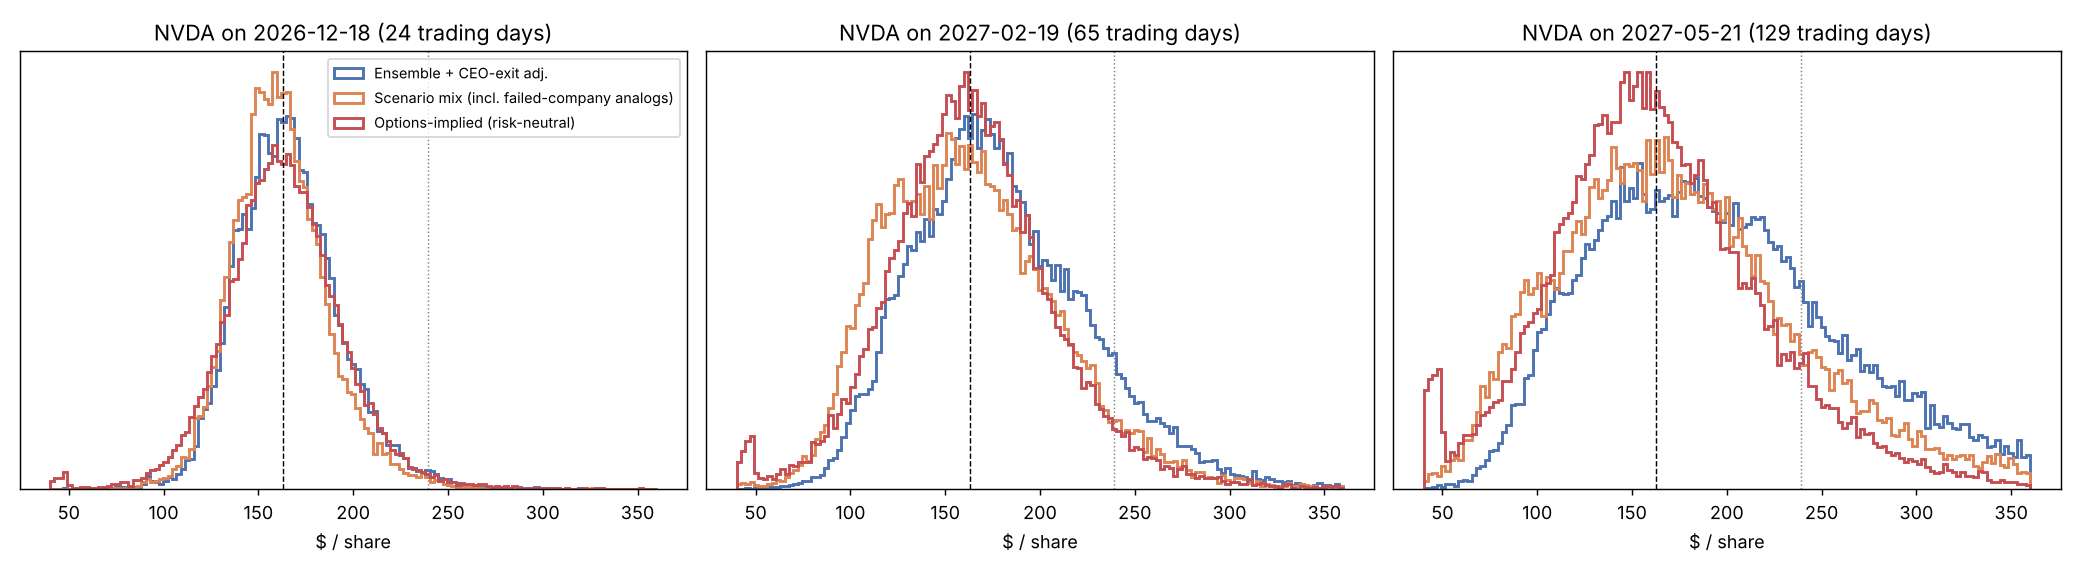 NVDA on 2026-12-18 (24 trading days)
Ensemble + CEO-exit adj.
Scenario mix (incl. failed-company analogs)
Options-implied (risk-neutral)
50 100 150 200 250 300 350
$ / share
NVDA on 2027-02-19 (65 trading days)
50 100 150 200 250 300 350
$ / share
NVDA on 2027-05-21 (129 trading days)
50 100 150 200 250 300 350
$ / share